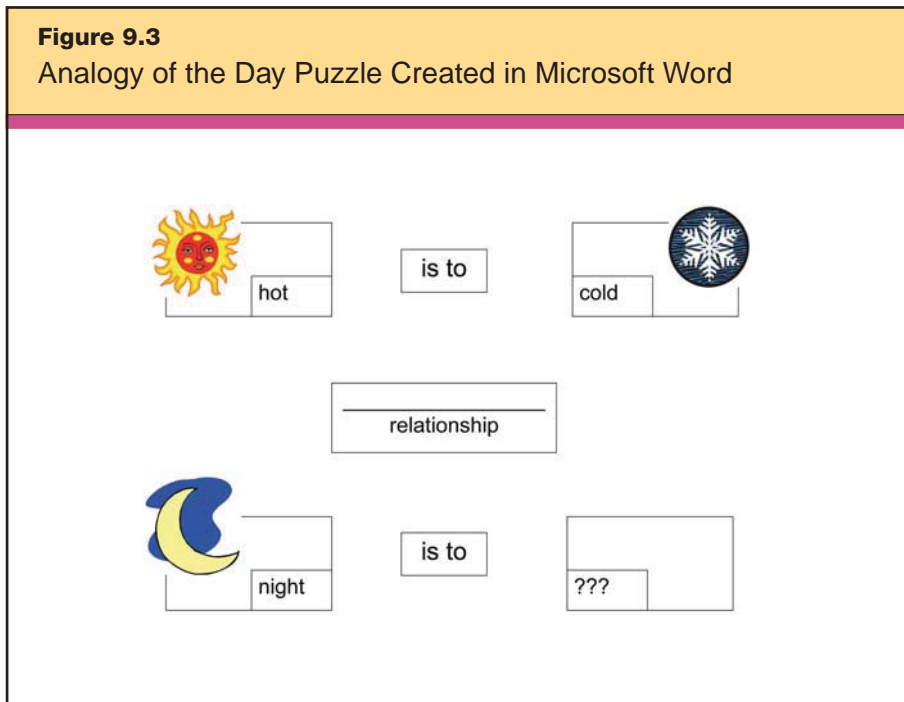 Figure 9.3
Analogy of the Day Puzzle Created in Microsoft Word
hot
is to
cold
relationship
night
is to
???